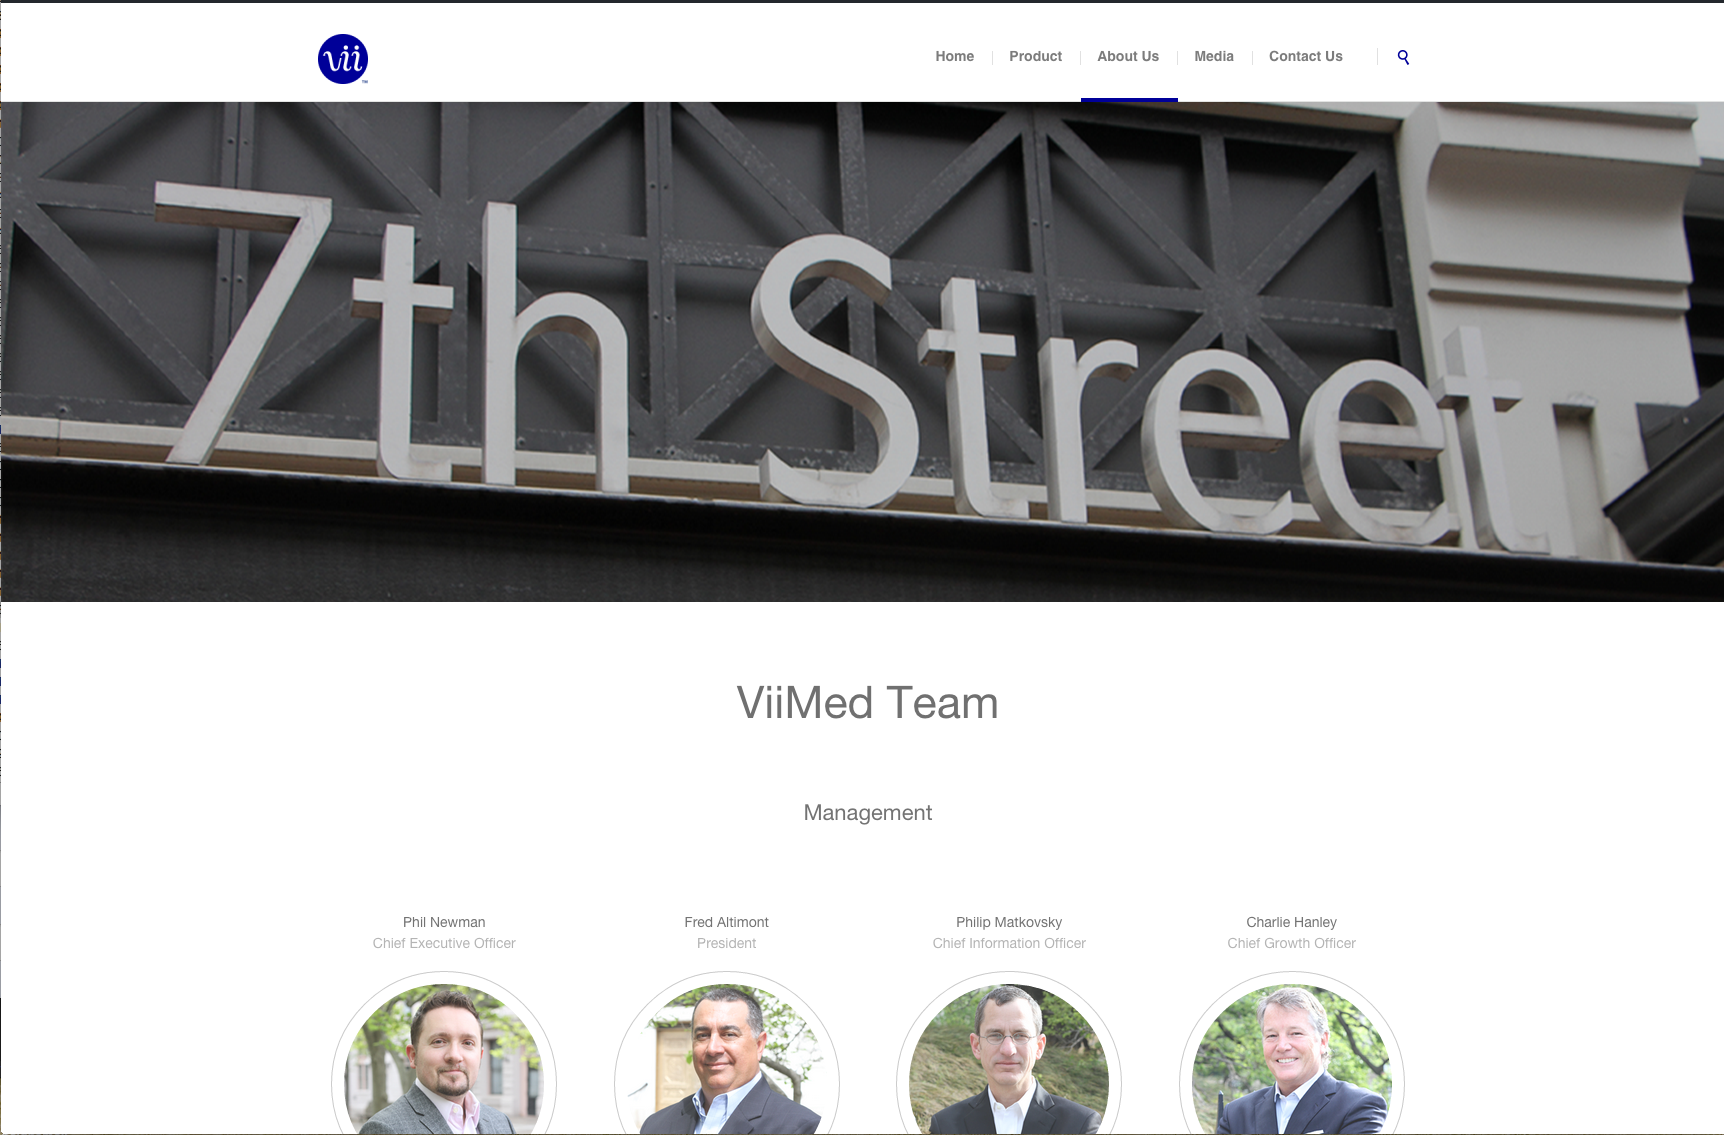 vii
TM
Home
Product
About Us
Media
Contact Us
7th Street
ViiMed Team
Management
Phil Newman
Chief Executive Officer
Fred Altimont
President
Philip Matkovsky
Chief Information Officer
Charlie Hanley
Chief Growth Officer